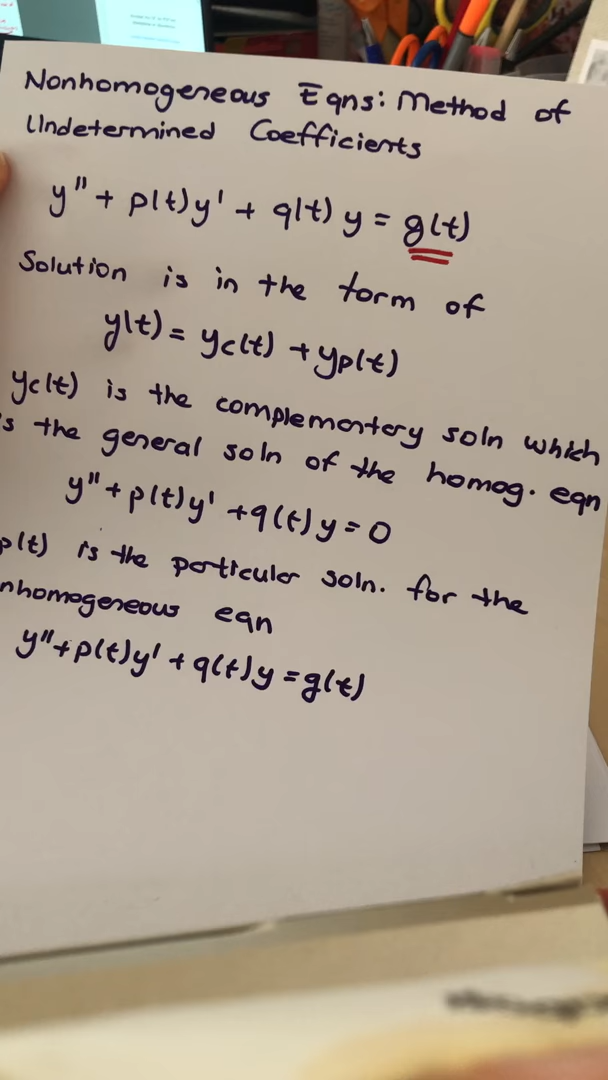 Nonhomogeneous Eqns: Method of
Undetermined Coefficients
y" + p(t)y' + q(t) y = g(t)
Solution is in the form of
y(t) = yc(t) + yp(t)
yc(t) is the complementary soln which
is the general soln of the homog. eqn
y" + p(t)y' + q(t) y = 0
p(t) is the particular soln. for the
nhomogeneous eqn
y" + p(t)y' + q(t)y = g(t)